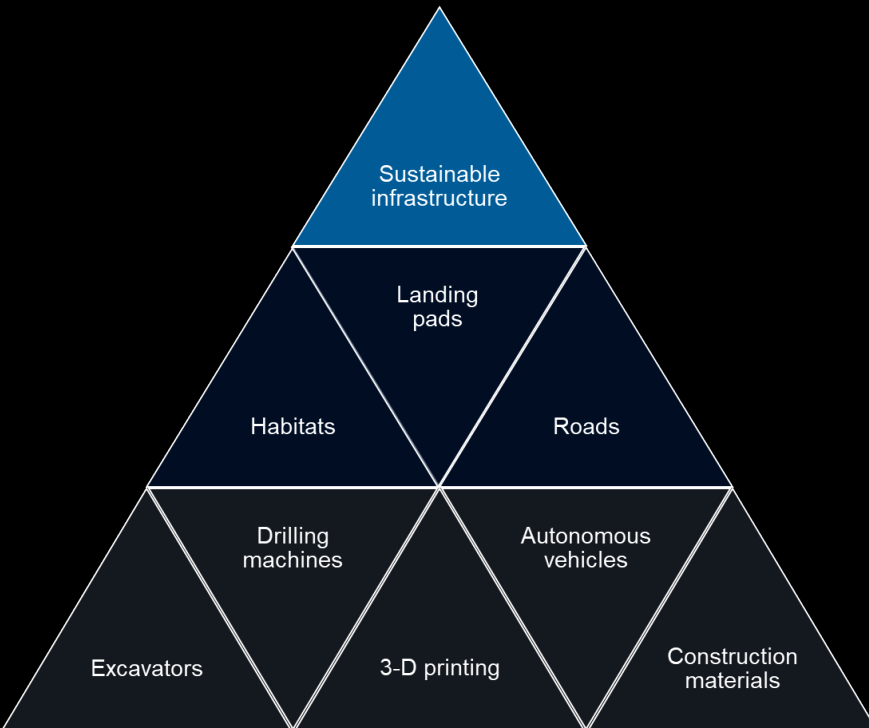 Sustainable
infrastructure
Landing
pads
Habitats
Roads
Drilling
machines
Autonomous
vehicles
Excavators
3-D printing
Construction
materials